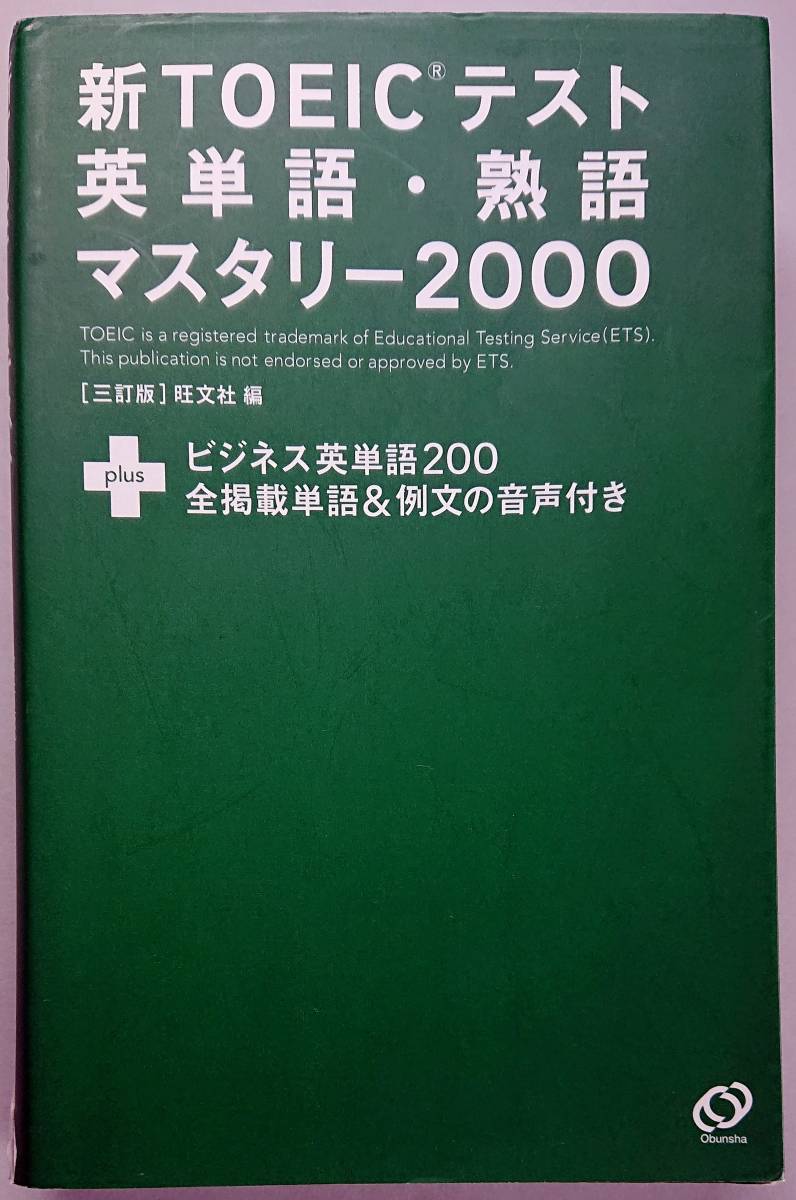 新TOEIC®テスト
英単語・熟語
マスタリー2000
TOEIC is a registered trademark of Educational Testing Service(ETS).
This publication is not endorsed or approved by ETS.
[三訂版] 旺文社 編
plus
ビジネス英単語200
全掲載単語&例文の音声付き
Obunsha